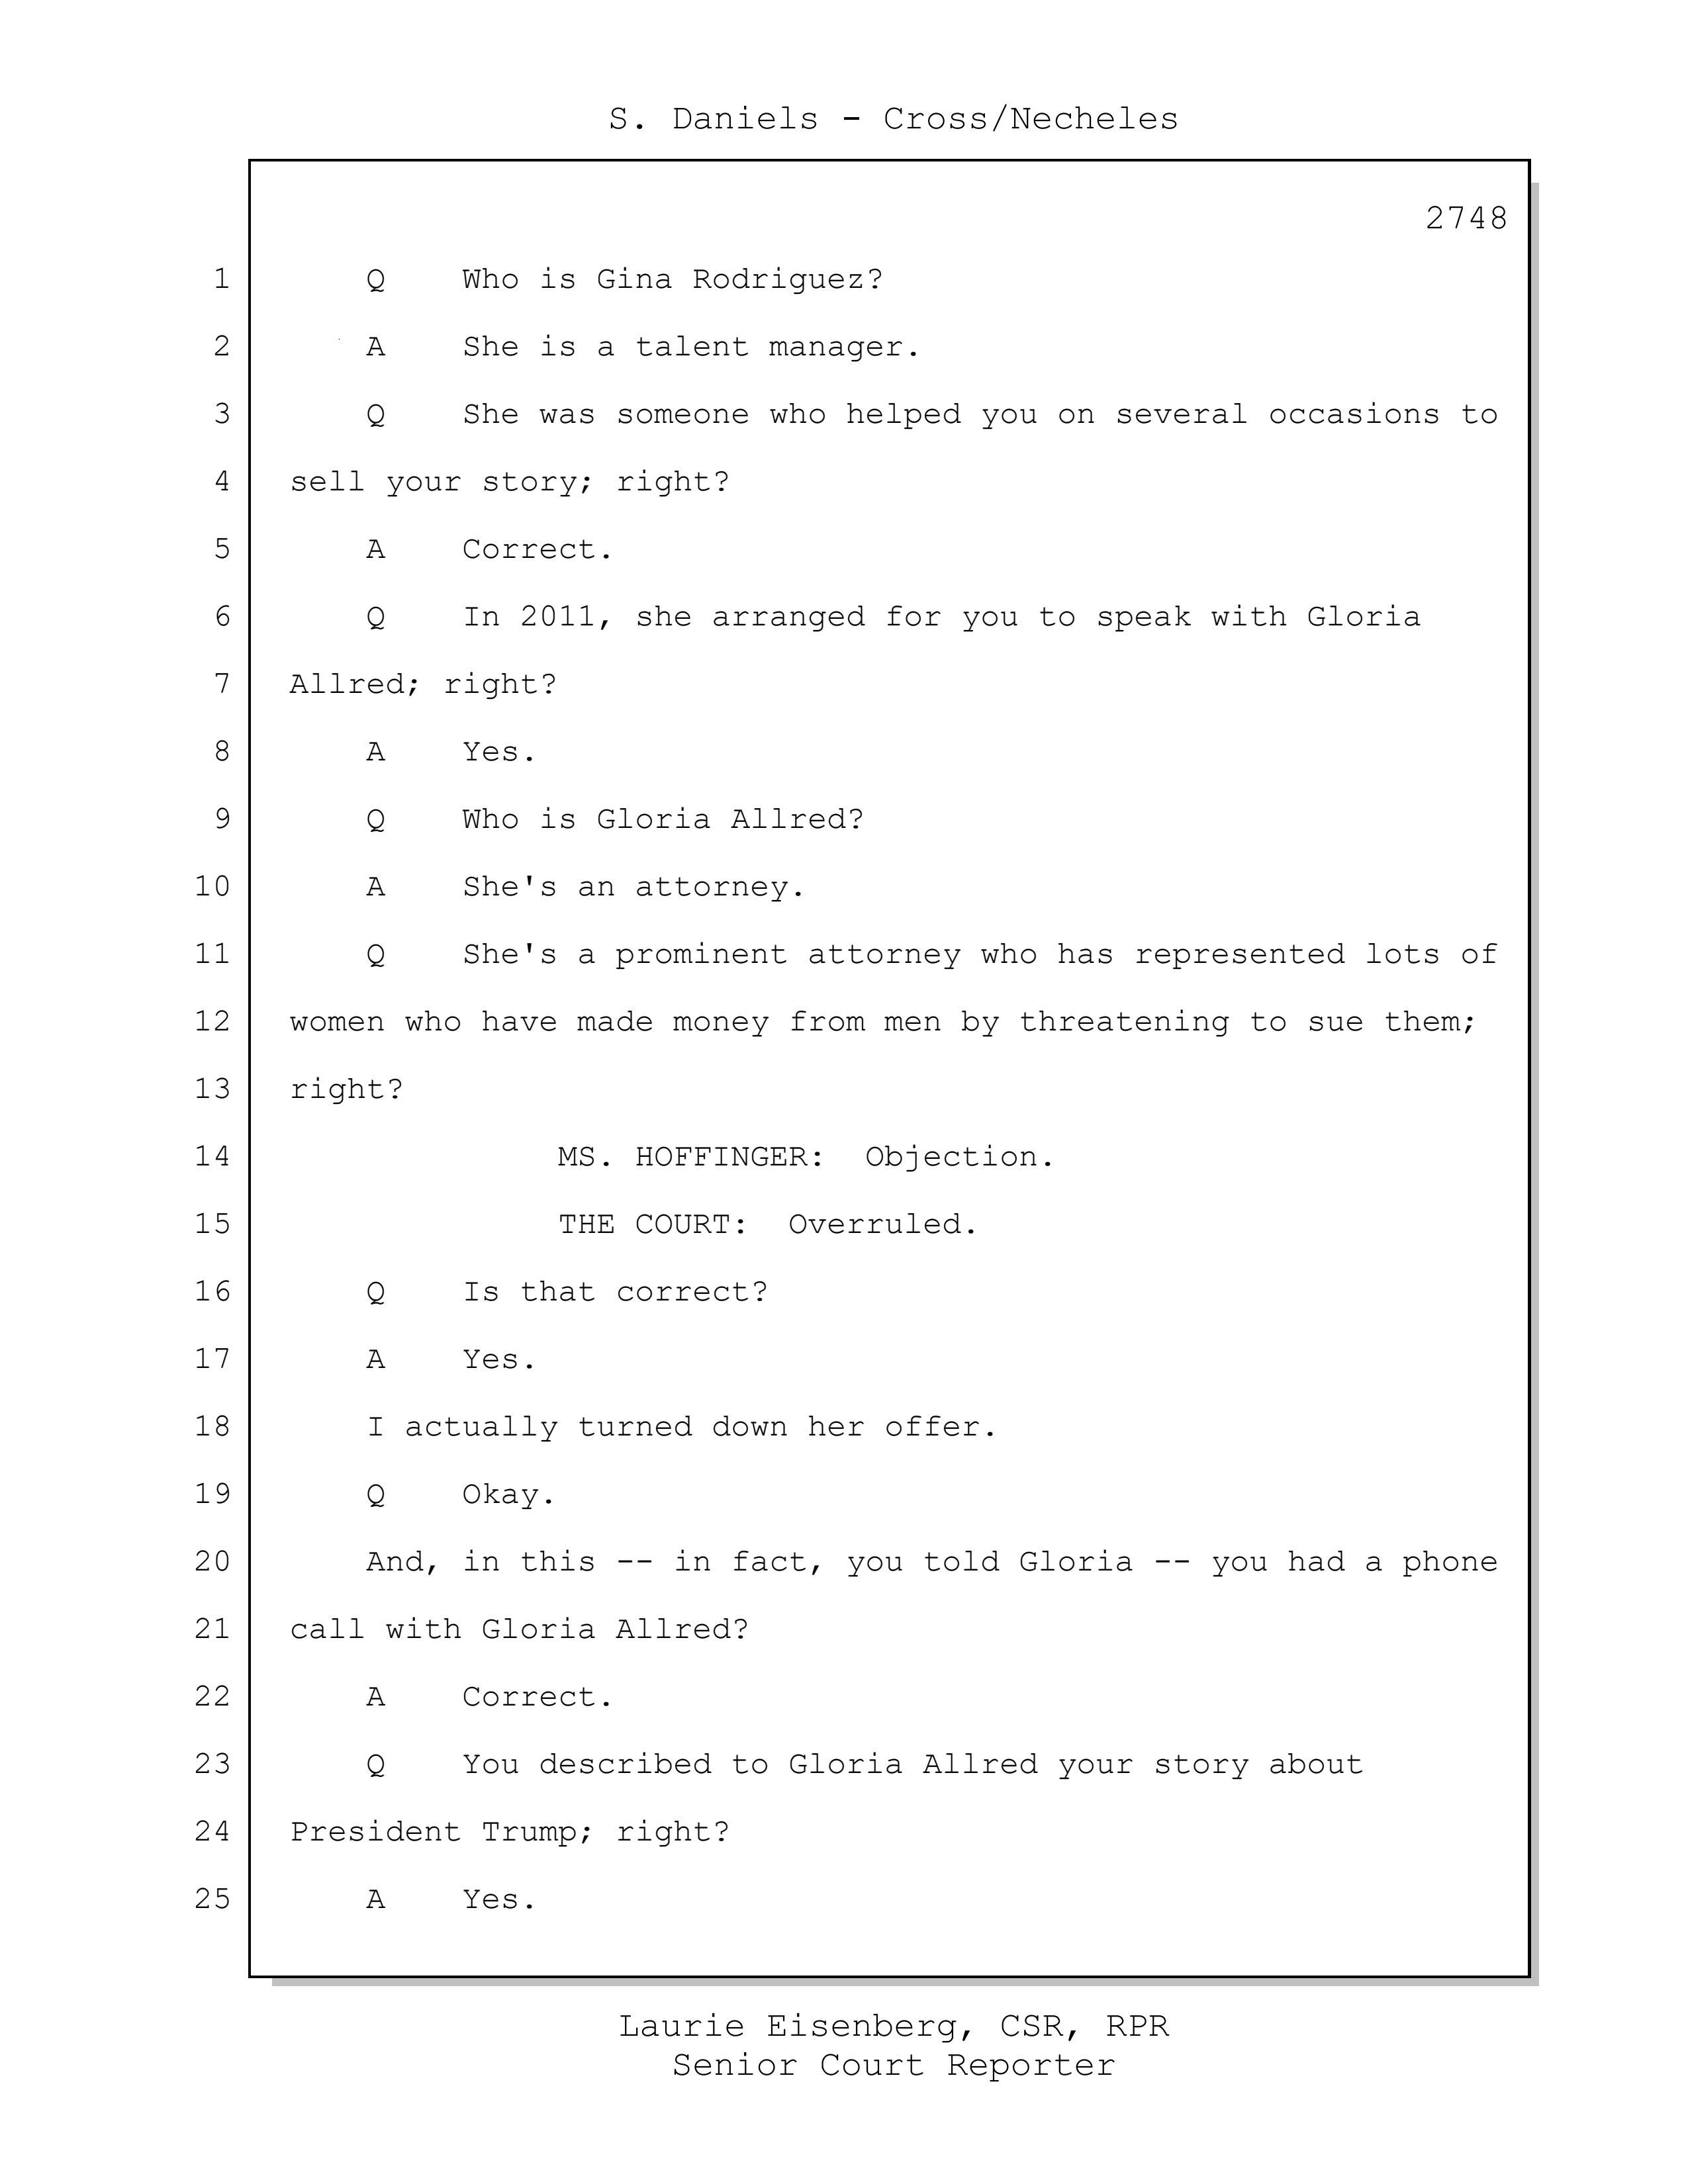 S. Daniels - Cross/Necheles
2748
1 Q Who is Gina Rodriguez?
2 A She is a talent manager.
3 Q She was someone who helped you on several occasions to
4 sell your story; right?
5 A Correct.
6 Q In 2011, she arranged for you to speak with Gloria
7 Allred; right?
8 A Yes.
9 Q Who is Gloria Allred?
10 A She's an attorney.
11 Q She's a prominent attorney who has represented lots of
12 women who have made money from men by threatening to sue them;
13 right?
14 MS. HOFFINGER: Objection.
15 THE COURT: Overruled.
16 Q Is that correct?
17 A Yes.
18 I actually turned down her offer.
19 Q Okay.
20 And, in this -- in fact, you told Gloria -- you had a phone
21 call with Gloria Allred?
22 A Correct.
23 Q You described to Gloria Allred your story about
24 President Trump; right?
25 A Yes.
Laurie Eisenberg, CSR, RPR
Senior Court Reporter